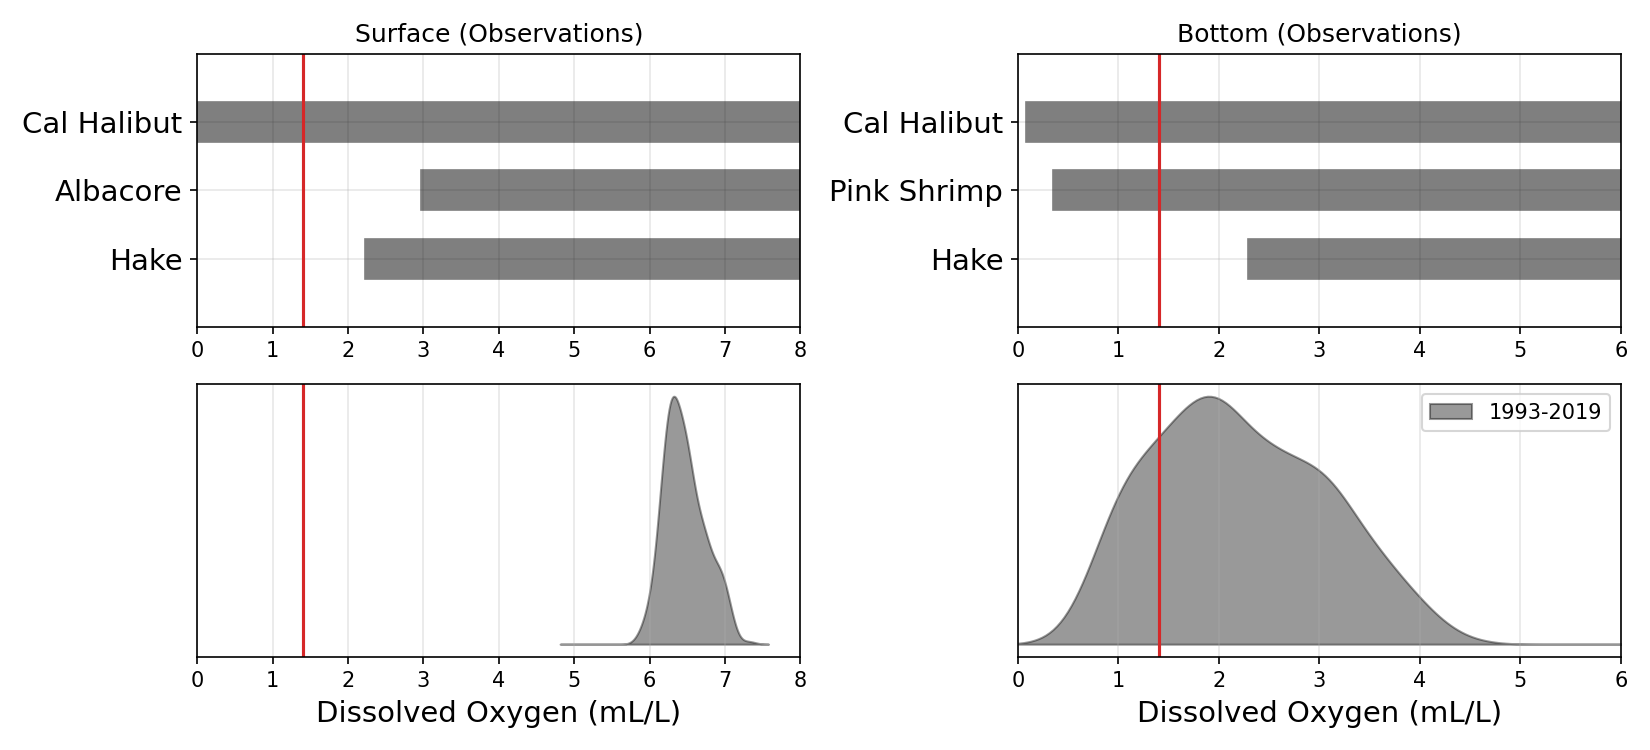 Surface (Observations)
Cal Halibut
Albacore
Hake
0 1 2 3 4 5 6 7 8
Bottom (Observations)
Cal Halibut
Pink Shrimp
Hake
0 1 2 3 4 5 6
0 1 2 3 4 5 6 7 8
Dissolved Oxygen (mL/L)
1993-2019
0 1 2 3 4 5 6
Dissolved Oxygen (mL/L)